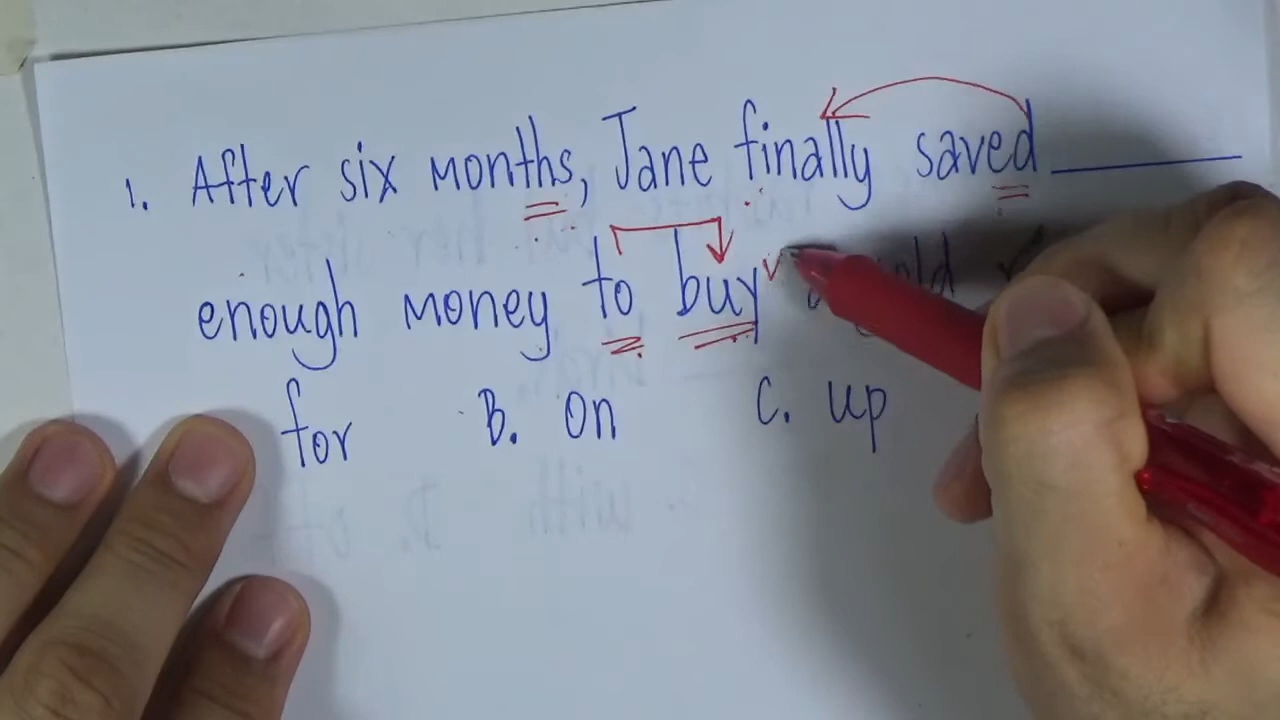 1. After six months, Jane finally saved ______
enough money to buy
for B. on C. up